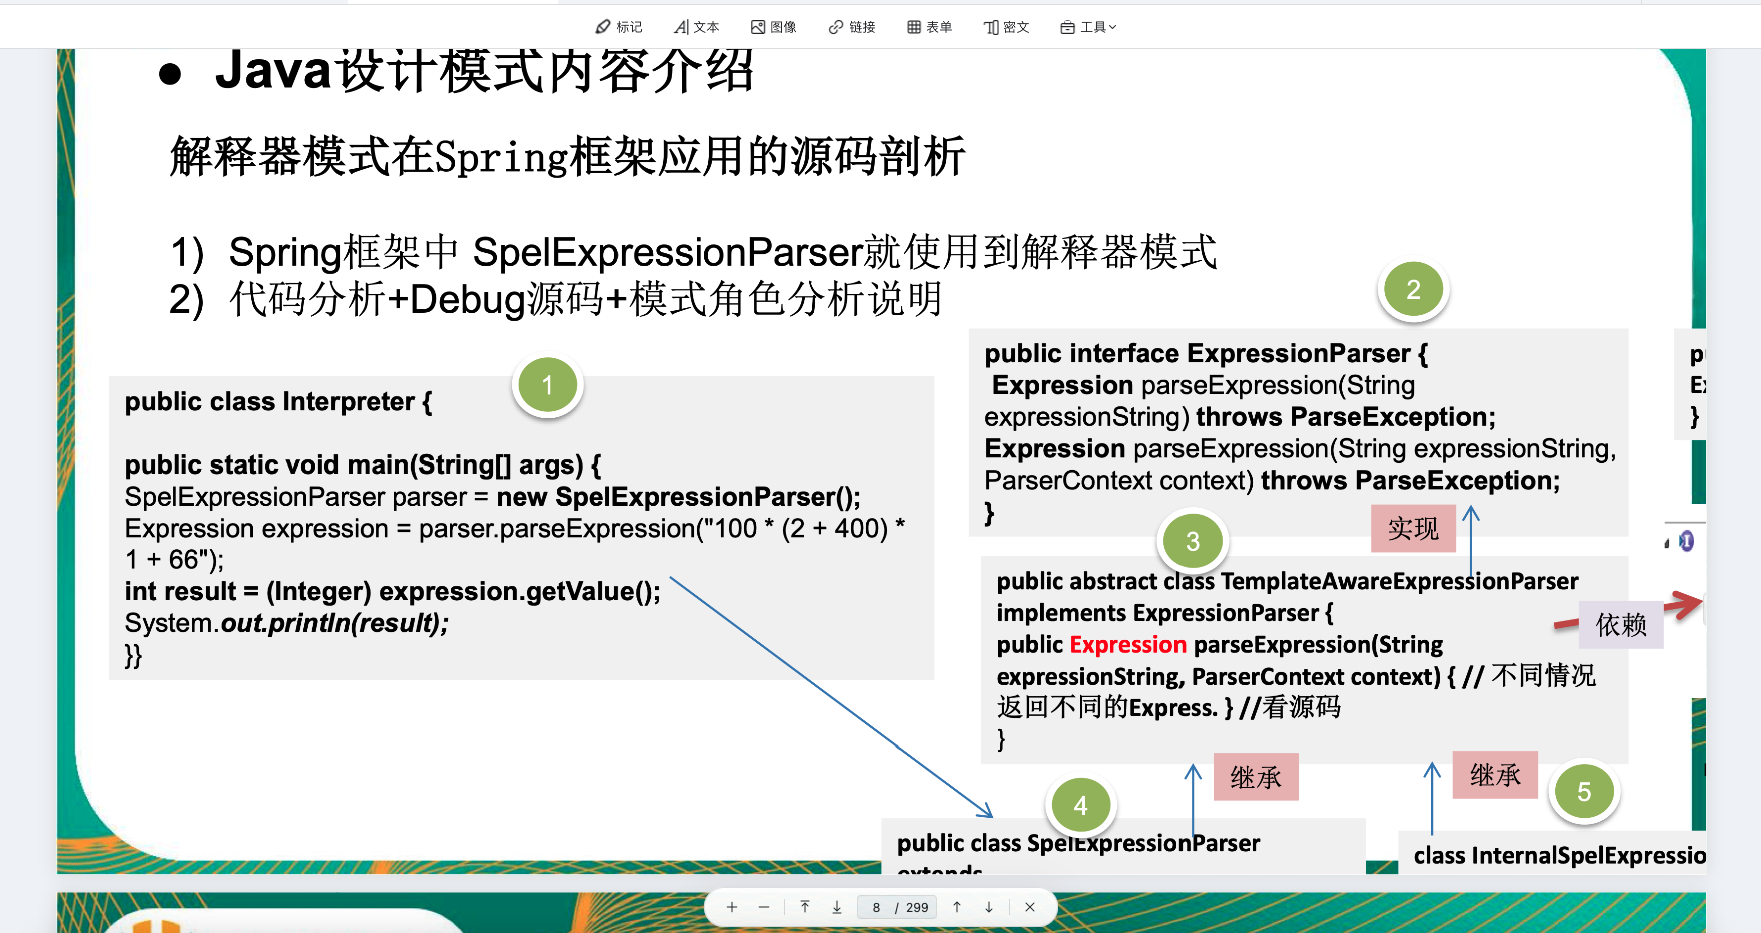 标记 文本 图像 链接 表单 密文 工具
Java设计模式内容介绍
解释器模式在Spring框架应用的源码剖析
1) Spring框架中 SpelExpressionParser就使用到解释器模式
2) 代码分析+Debug源码+模式角色分析说明
1
public class Interpreter {
public static void main(String[] args) {
SpelExpressionParser parser = new SpelExpressionParser();
Expression expression = parser.parseExpression("100 * (2 + 400) *
1 + 66");
int result = (Integer) expression.getValue();
System.out.println(result);
}}
2
public interface ExpressionParser {
Expression parseExpression(String
expressionString) throws ParseException;
Expression parseExpression(String expressionString,
ParserContext context) throws ParseException;
}
实现
3
public abstract class TemplateAwareExpressionParser
implements ExpressionParser {
public Expression parseExpression(String
expressionString, ParserContext context) { // 不同情况
返回不同的Express. } //看源码
}
依赖
继承
继承
4
public class SpelExpressionParser
extends
5
class InternalSpelExpressio
}
I
8 / 299